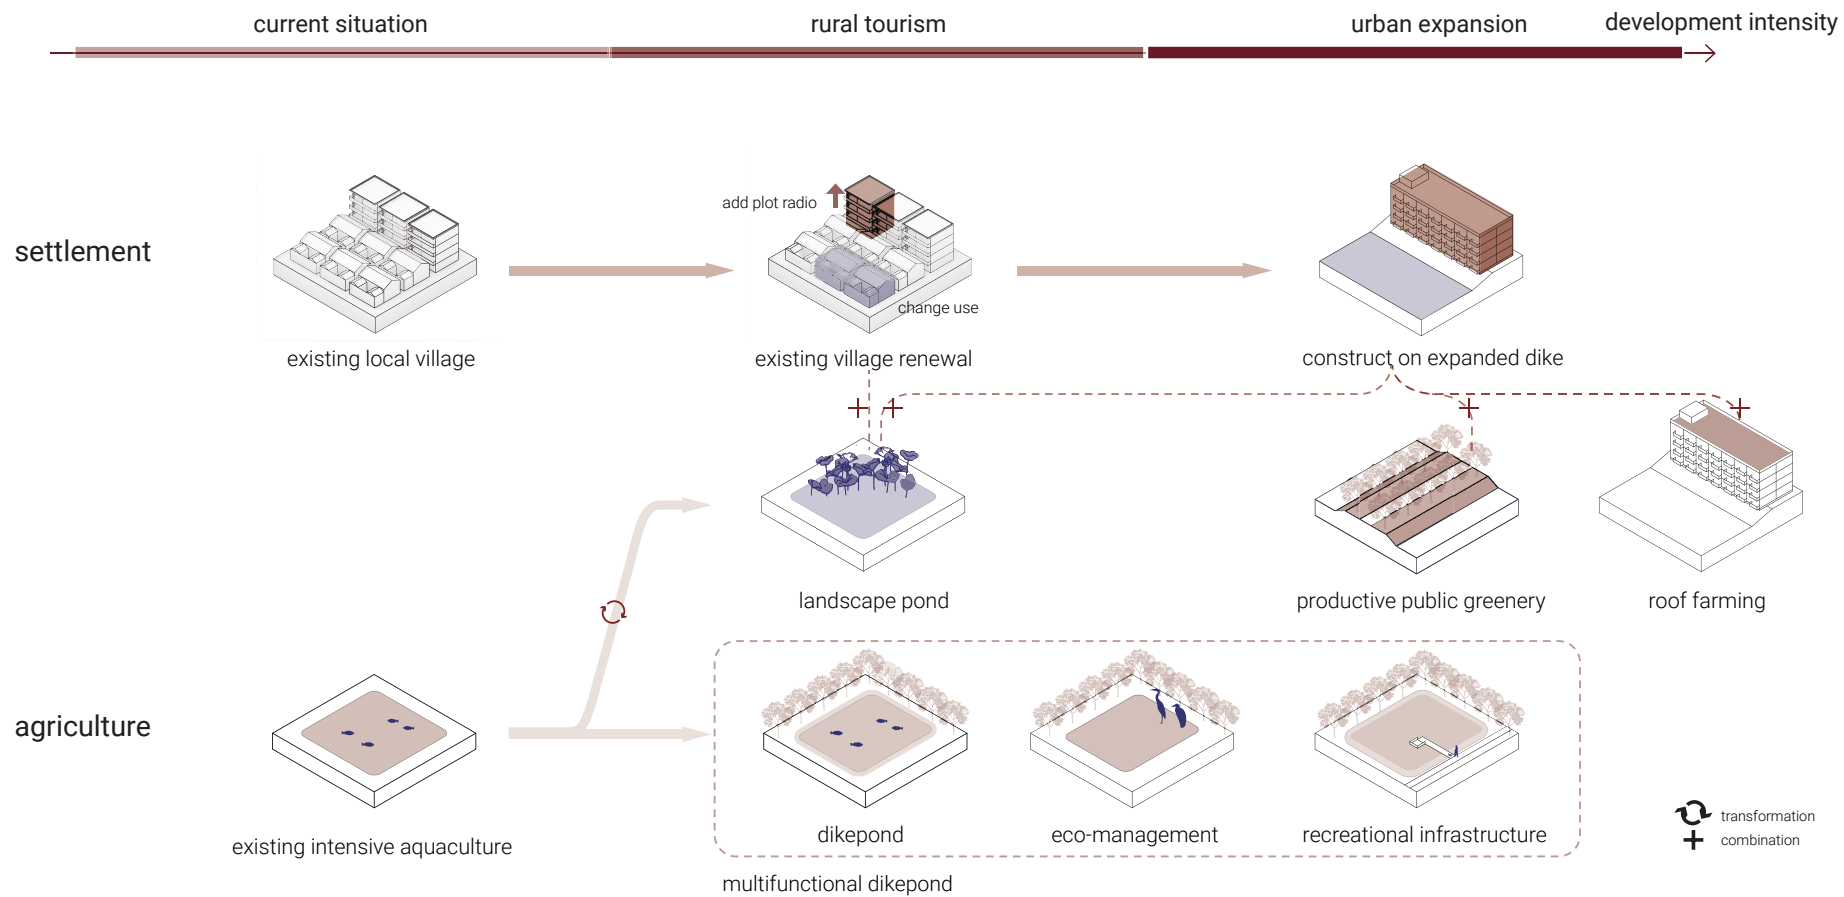 current situation
rural tourism
urban expansion
development intensity
settlement
add plot radio
change use
existing local village
existing village renewal
construct on expanded dike
landscape pond
productive public greenery
roof farming
agriculture
existing intensive aquaculture
dikepond
eco-management
recreational infrastructure
multifunctional dikepond
transformation
combination